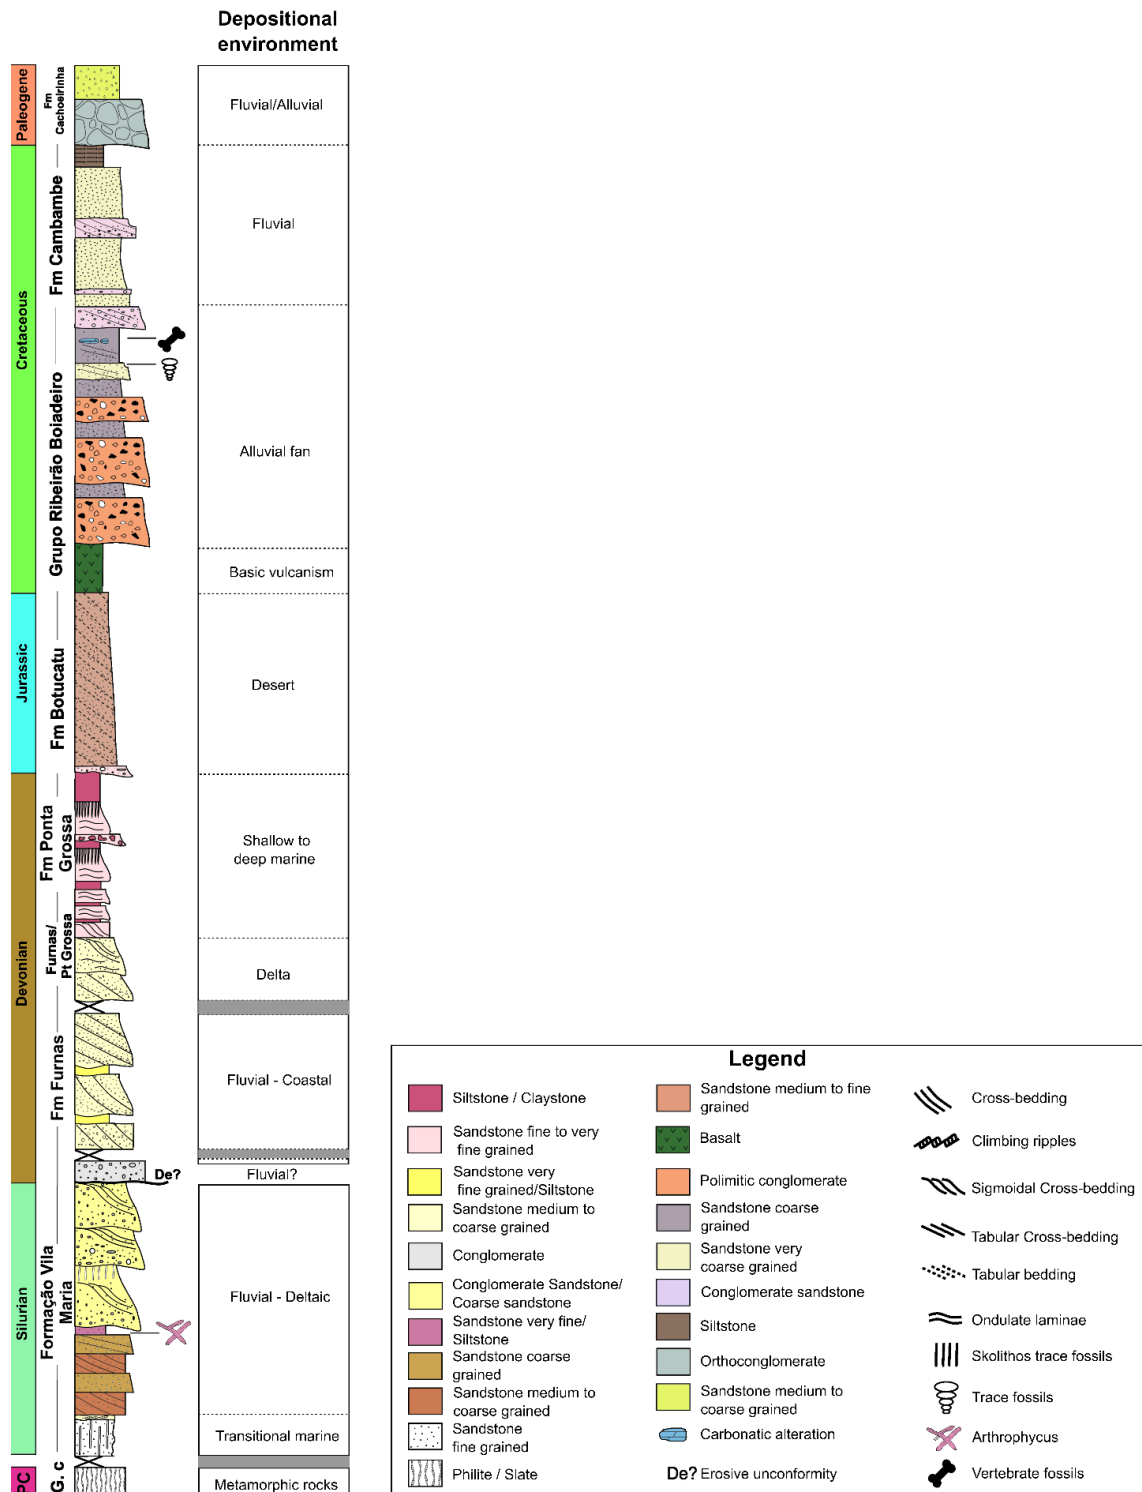 Depositional
environment
Paleogene
Fm
Cachoeirinha
Fluvial/Alluvial
Cretaceous
Fm Cambambe
Fluvial
Grupo Ribeirão Boiadeiro
Alluvial fan
Basic vulcanism
Jurassic
Fm Botucatu
Desert
Devonian
Fm Ponta
Grossa
Shallow to
deep marine
Furnas/
Pt Grossa
Delta
Fm Furnas
Fluvial - Coastal
De?
Fluvial?
Silurian
Formação Vila
Maria
Fluvial - Deltaic
Transitional marine
PC
G. c
Metamorphic rocks
Legend
Siltstone / Claystone
Sandstone fine to very
fine grained
Sandstone very
fine grained/Siltstone
Sandstone medium to
coarse grained
Conglomerate
Conglomerate Sandstone/
Coarse sandstone
Sandstone very fine/
Siltstone
Sandstone coarse
grained
Sandstone medium to
coarse grained
Sandstone
fine grained
Philite / Slate
Sandstone medium to fine
grained
Basalt
Polimitic conglomerate
Sandstone coarse
grained
Sandstone very
coarse grained
Conglomerate sandstone
Siltstone
Orthoconglomerate
Sandstone medium to
coarse grained
Carbonatic alteration
De? Erosive unconformity
Cross-bedding
Climbing ripples
Sigmoidal Cross-bedding
Tabular Cross-bedding
Tabular bedding
Ondulate laminae
Skolithos trace fossils
Trace fossils
Arthrophycus
Vertebrate fossils